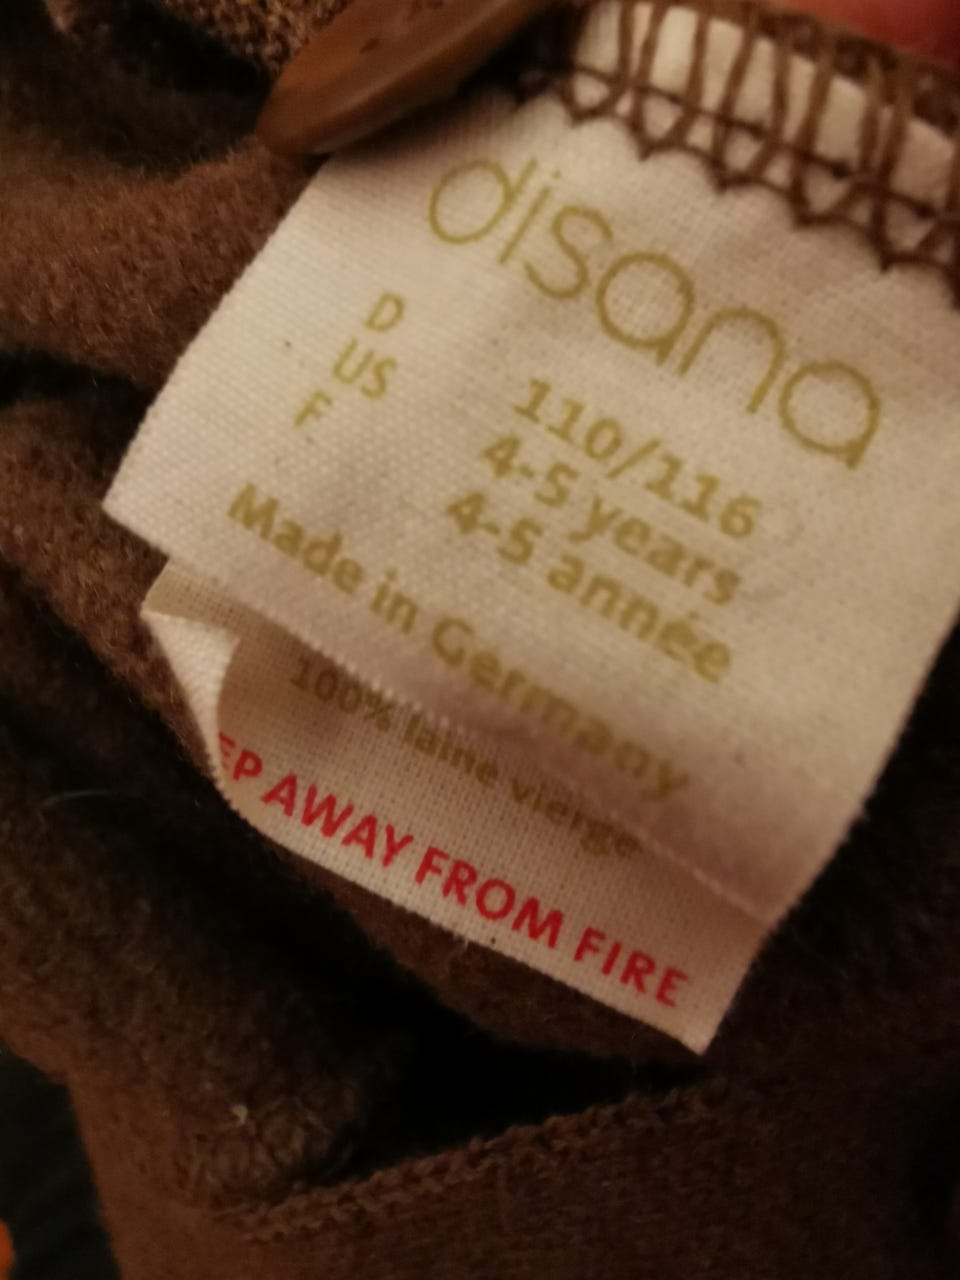 disana
D 110/116
US 4-5 years
F 4-5 année
Made in Germany
100% laine vierge
EP AWAY FROM FIRE